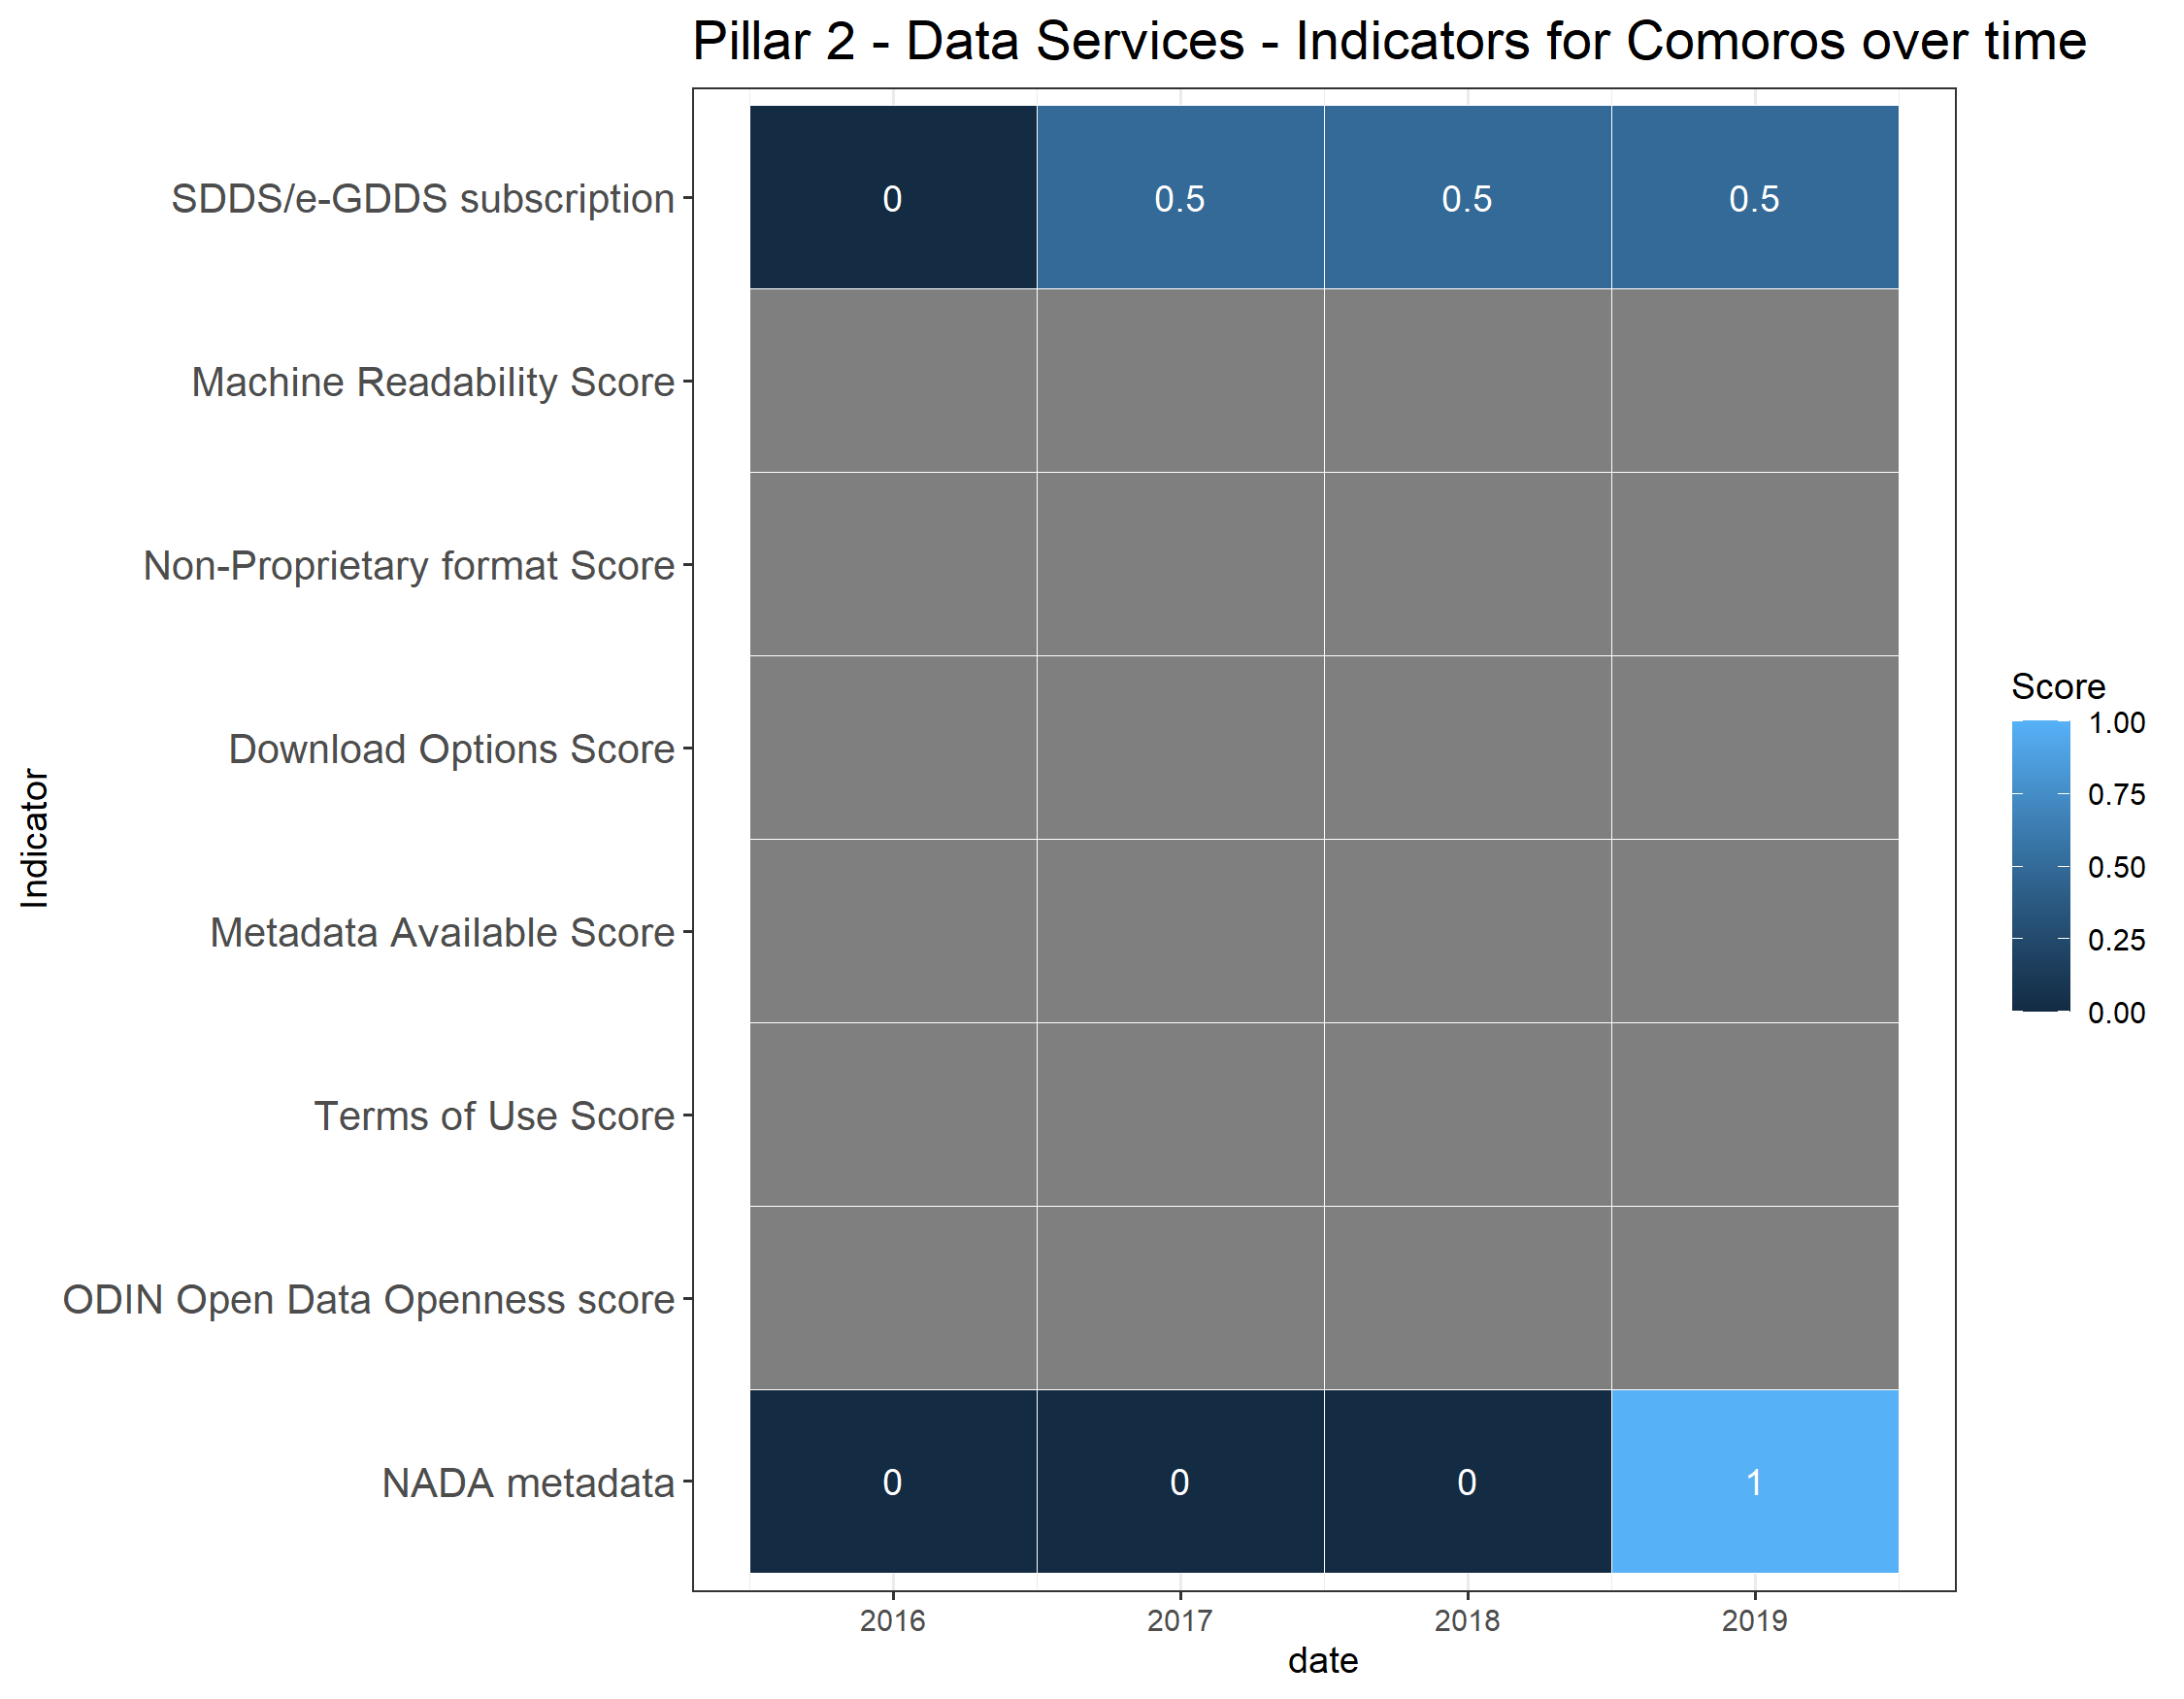 Pillar 2 - Data Services - Indicators for Comoros over time
Indicator
SDDS/e-GDDS subscription
0
0.5
0.5
0.5
Machine Readability Score
Non-Proprietary format Score
Download Options Score
Metadata Available Score
Terms of Use Score
ODIN Open Data Openness score
NADA metadata
0
0
0
1
2016
2017
2018
2019
date
Score
1.00
0.75
0.50
0.25
0.00